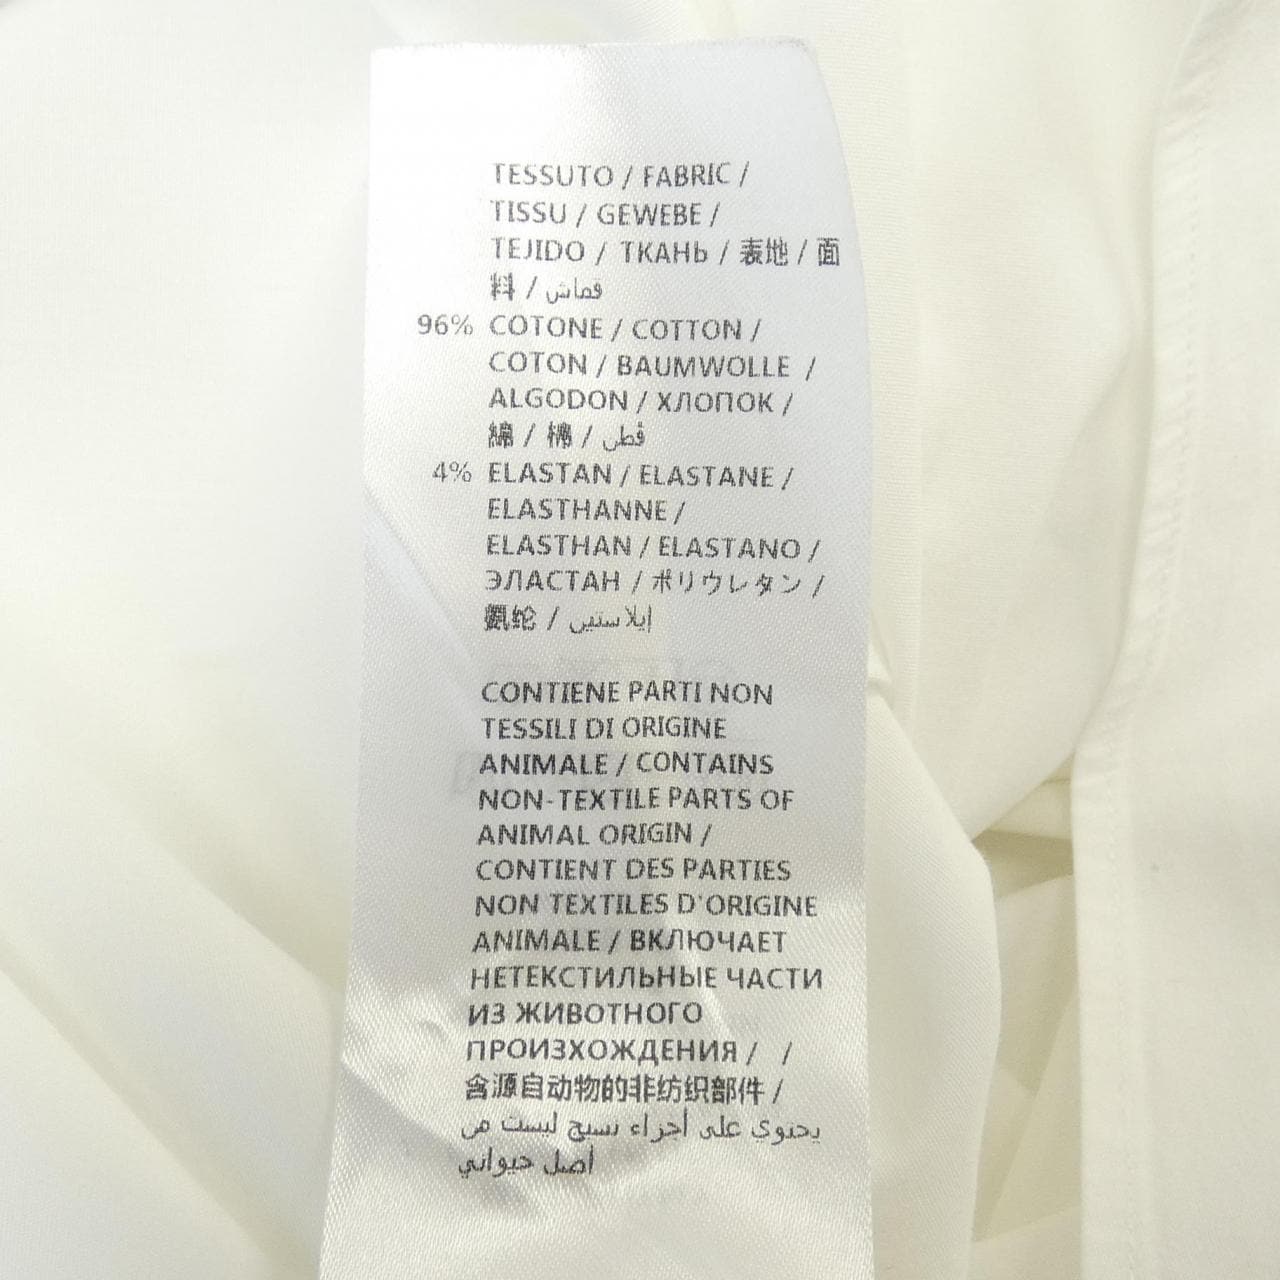 TESSUTO / FABRIC /
TISSU / GEWEBE /
TEJIDO / ТКАНЬ / 表地 / 面
料 / قماش
96% COTONE / COTTON /
COTON / BAUMWOLLE /
ALGODON / ХЛОПОК /
綿 / 棉 / قطن
4% ELASTAN / ELASTANE /
ELASTHANNE /
ELASTHAN / ELASTANO /
ЭЛАСТАН / ポリウレタン /
氨纶 / إيلاستين
CONTIENE PARTI NON
TESSILI DI ORIGINE
ANIMALE / CONTAINS
NON-TEXTILE PARTS OF
ANIMAL ORIGIN /
CONTIENT DES PARTIES
NON TEXTILES D'ORIGINE
ANIMALE / ВКЛЮЧАЕТ
НЕТЕКСТИЛЬНЫЕ ЧАСТИ
ИЗ ЖИВОТНОГО
ПРОИЗХОЖДЕНИЯ / /
含源自动物的非纺织部件 /
يحتوي على أجزاء نسيج ليست من
أصل حيواني